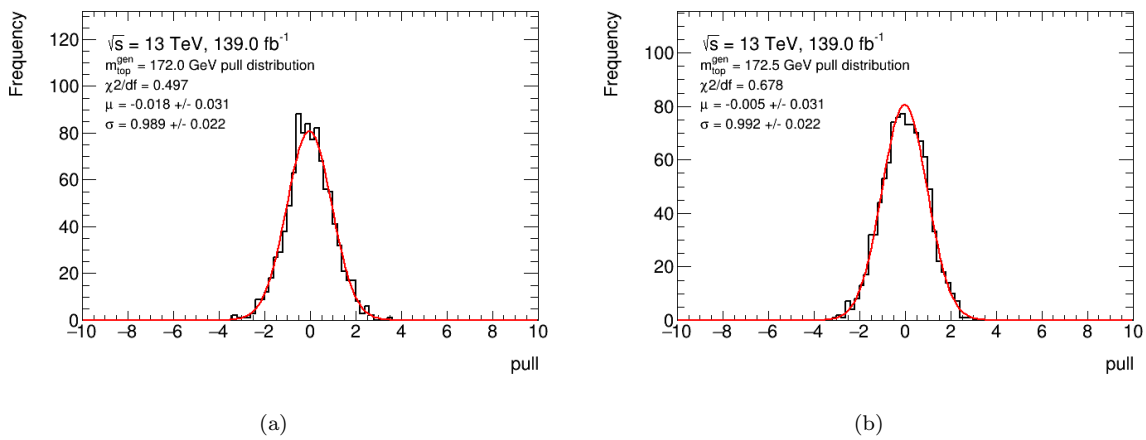 Frequency
120
100
80
60
40
20
0
√s = 13 TeV, 139.0 fb⁻¹
m_top^gen = 172.0 GeV pull distribution
χ2/df = 0.497
μ = -0.018 +/- 0.031
σ = 0.989 +/- 0.022
−10 −8 −6 −4 −2 0 2 4 6 8 10
pull
(a)
Frequency
100
80
60
40
20
0
√s = 13 TeV, 139.0 fb⁻¹
m_top^gen = 172.5 GeV pull distribution
χ2/df = 0.678
μ = -0.005 +/- 0.031
σ = 0.992 +/- 0.022
−10 −8 −6 −4 −2 0 2 4 6 8 10
pull
(b)